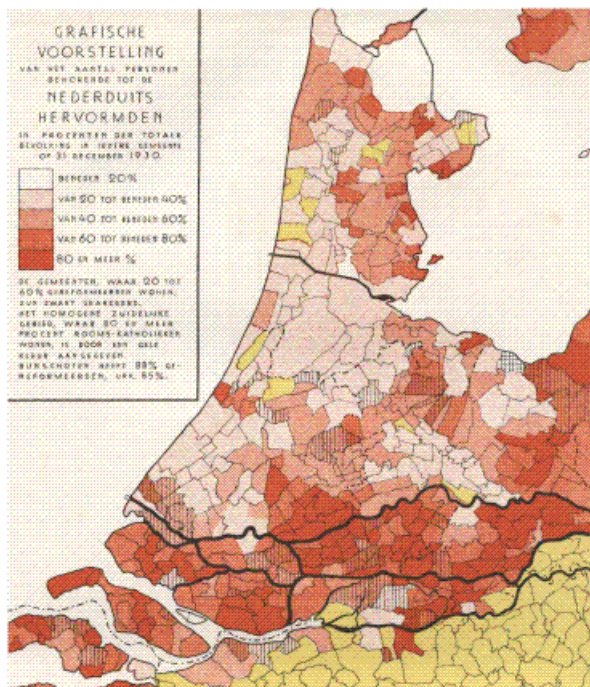 GRAFISCHE
VOORSTELLING
VAN HET AANTAL PERSONEN
BEHORENDE TOT DE
NEDERDUITS
HERVORMDEN
IN PROCENTEN DER TOTALE
BEVOLKING IN IEDERE GEMEENTE
OP 31 DECEMBER 1930.
BENEDEN 20%
VAN 20 TOT BENEDEN 40%
VAN 40 TOT BENEDEN 60%
VAN 60 TOT BENEDEN 80%
80 EN MEER %
DE GEMEENTEN, WAAR 20 TOT
60% GEREFORMEERDEN WONEN,
ZIJN ZWART GEARCEERD.
HET HOMOGENE ZUIDELIJKE
GEBIED, WAAR 80 EN MEER
PROCENT ROOMS-KATHOLIEKEN
WONEN, IS DOOR EEN GELE
KLEUR AANGEGEVEN.
BUNSCHOTEN HEEFT 88% GE-
REFORMEERDEN, URK 85%.